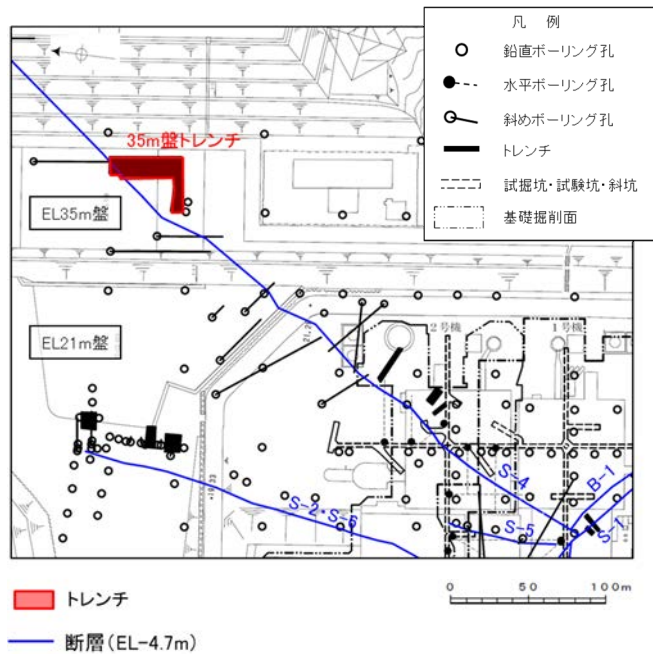 凡 例
鉛直ボーリング孔
水平ボーリング孔
斜めボーリング孔
トレンチ
試掘坑・試験坑・斜坑
基礎掘削面
35m盤トレンチ
EL35m盤
EL21m盤
2号機
1号機
S-4
B-1
S-2・S-6
S-5
S-1
0 50 100m
トレンチ
断層(EL-4.7m)